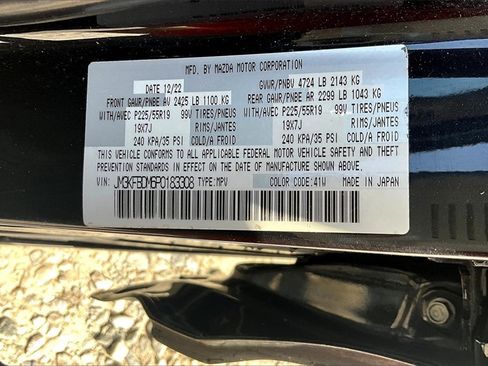 MFD. BY MAZDA MOTOR CORPORATION
DATE 12/22 GVWR/PNBV 4724 LB 2143 KG
FRONT GAWR/PNBE AV 2425 LB 1100 KG REAR GAWR/PNBE AR 2299 LB 1043 KG
WITH/AVEC P225/55R19 99V TIRES/PNEUS WITH/AVEC P225/55R19 99V TIRES/PNEUS
19X7J RIMS/JANTES 19X7J RIMS/JANTES
240 KPA/35 PSI COLD/A FROID 240 KPA/35 PSI COLD/A FROID
THIS VEHICLE CONFORMS TO ALL APPLICABLE FEDERAL MOTOR VEHICLE SAFETY AND THEFT
PREVENTION STANDARDS IN EFFECT ON THE DATE OF MANUFACTURE SHOWN ABOVE.
VIN: JM3KFBDM6P0183308 TYPE: MPV COLOR CODE: 41W MADE IN JAPAN